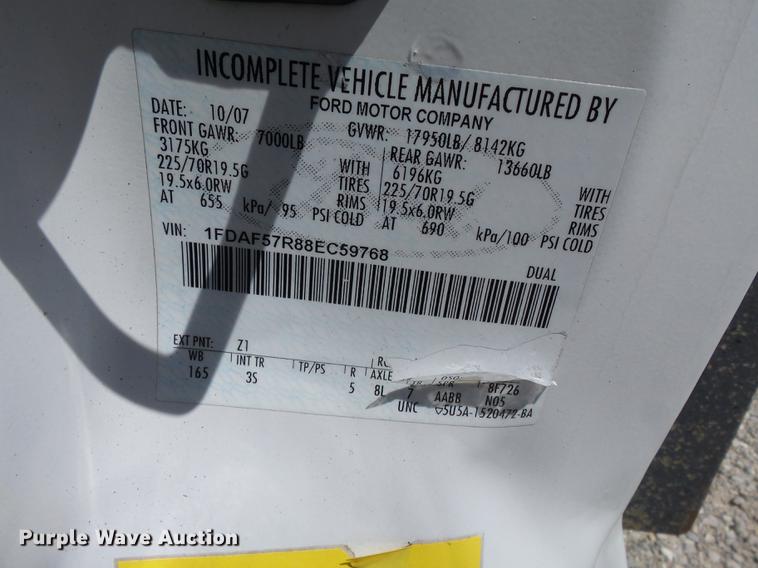 INCOMPLETE VEHICLE MANUFACTURED BY
FORD MOTOR COMPANY
DATE: 10/07 GVWR: 17950LB/ 8142KG
FRONT GAWR: 7000LB REAR GAWR: 13660LB
3175KG WITH 6196KG WITH
225/70R19.5G TIRES 225/70R19.5G TIRES
19.5x6.0RW RIMS 19.5x6.0RW RIMS
AT 655 kPa/ 95 PSI COLD AT 690 kPa/100 PSI COLD
VIN: 1FDAF57R88EC59768
DUAL
EXT PNT: Z1
WB INT TR TP/PS R AXLE SPR 8F726
165 3S 5 8L 7 AABB N05
UNC 5U5A-1520472-BA
Purple Wave Auction